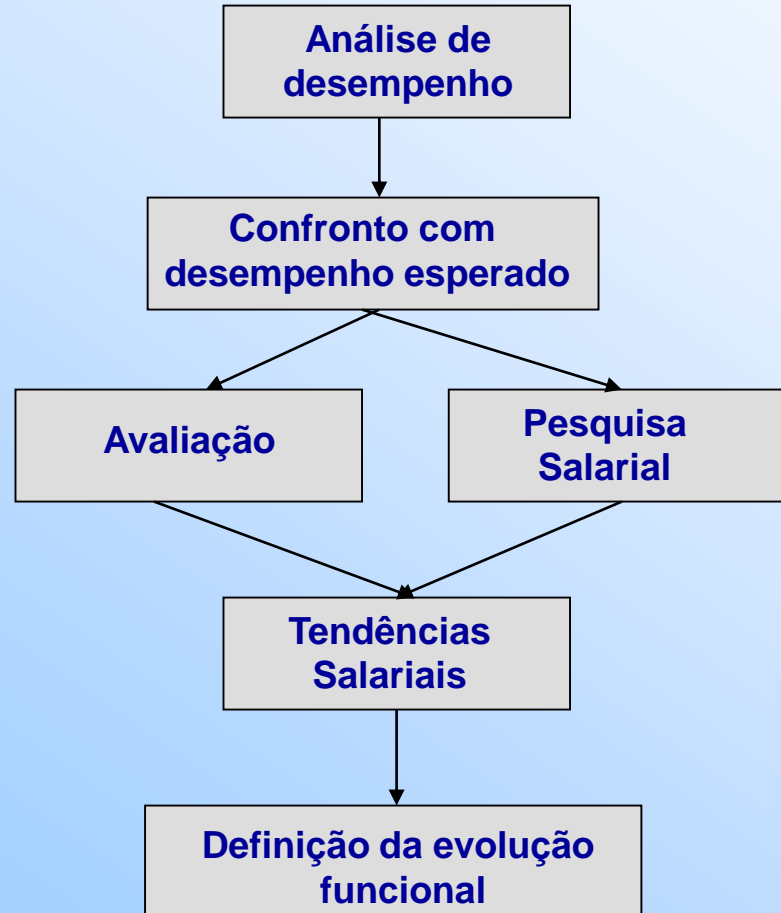 Análise de
desempenho
Confronto com
desempenho esperado
Avaliação
Pesquisa
Salarial
Tendências
Salariais
Definição da evolução
funcional